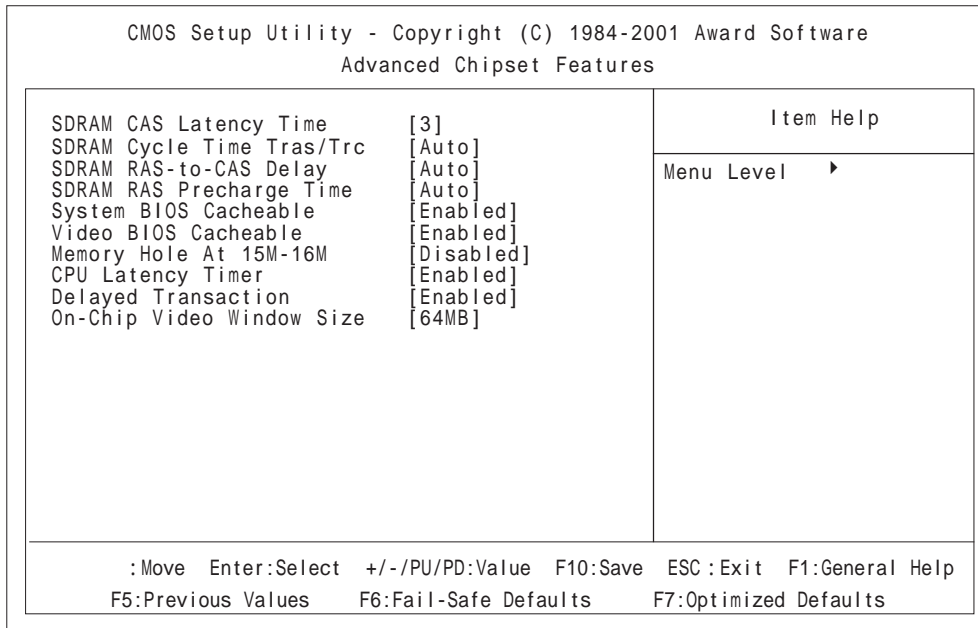 CMOS Setup Utility - Copyright (C) 1984-2001 Award Software
Advanced Chipset Features
SDRAM CAS Latency Time [3]
SDRAM Cycle Time Tras/Trc [Auto]
SDRAM RAS-to-CAS Delay [Auto]
SDRAM RAS Precharge Time [Auto]
System BIOS Cacheable [Enabled]
Video BIOS Cacheable [Enabled]
Memory Hole At 15M-16M [Disabled]
CPU Latency Timer [Enabled]
Delayed Transaction [Enabled]
On-Chip Video Window Size [64MB]
Item Help
Menu Level
:Move Enter:Select +/-/PU/PD:Value F10:Save ESC:Exit F1:General Help
F5:Previous Values F6:Fail-Safe Defaults F7:Optimized Defaults